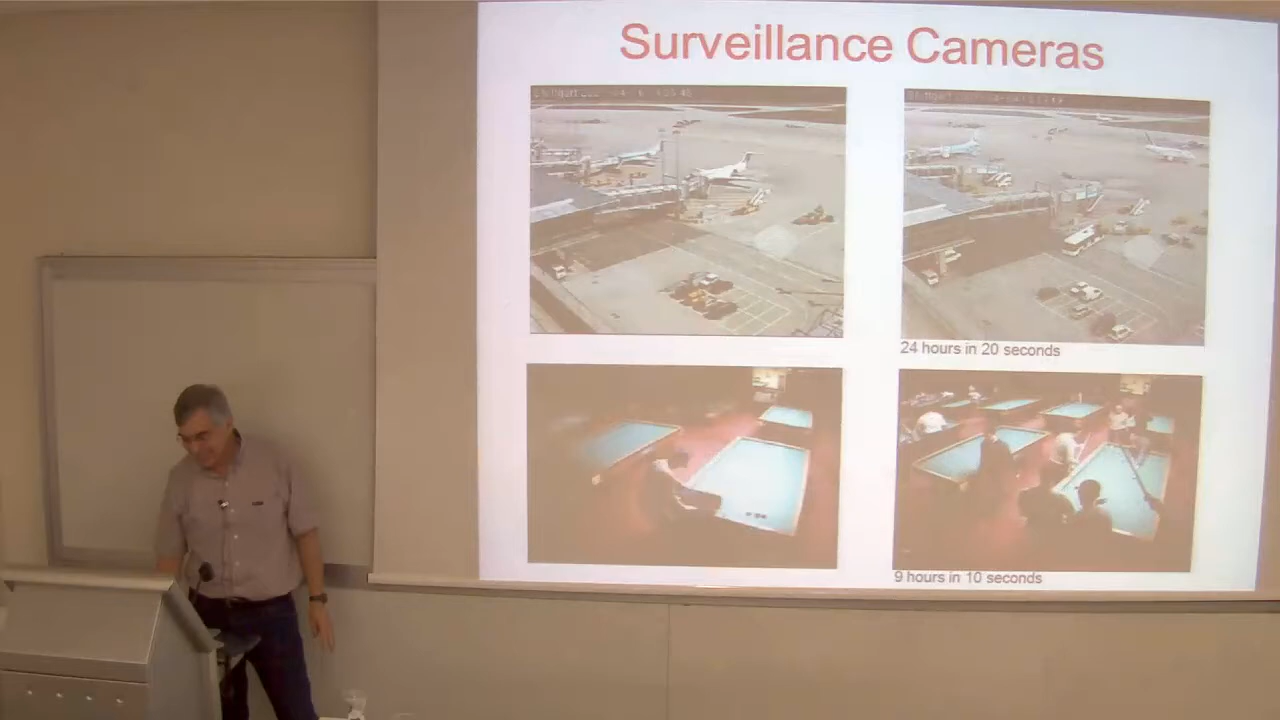 Surveillance Cameras
24 hours in 20 seconds
9 hours in 10 seconds